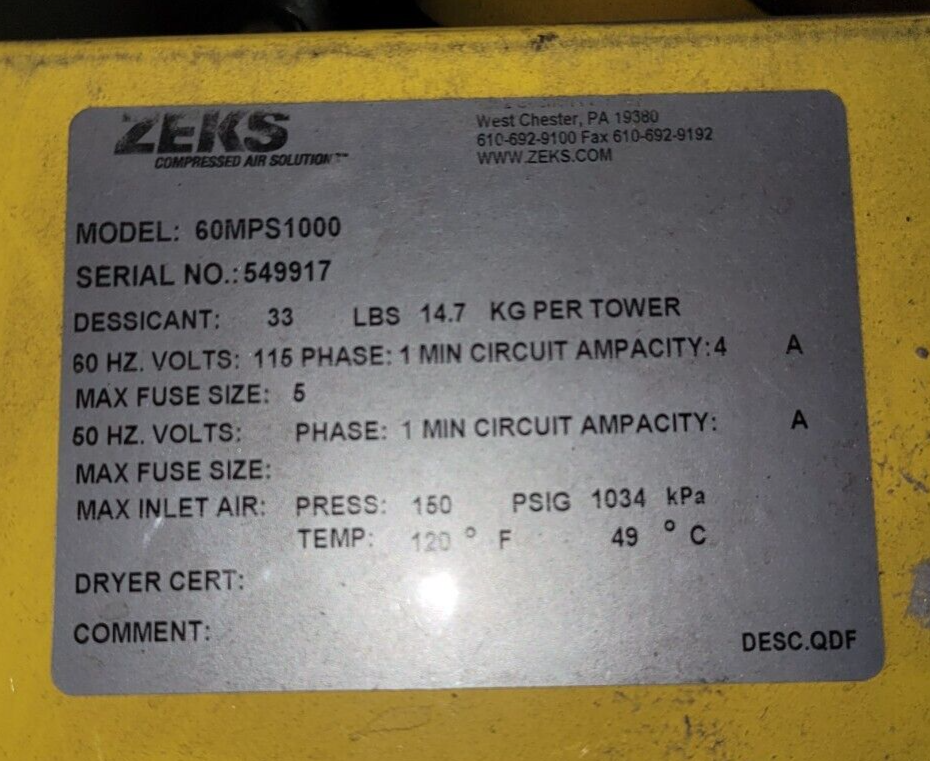 ZEKS
COMPRESSED AIR SOLUTION™
West Chester, PA 19380
610-692-9100 Fax 610-692-9192
WWW.ZEKS.COM
MODEL: 60MPS1000
SERIAL NO.: 549917
DESSICANT: 33 LBS 14.7 KG PER TOWER
60 HZ. VOLTS: 115 PHASE: 1 MIN CIRCUIT AMPACITY: 4 A
MAX FUSE SIZE: 5
50 HZ. VOLTS: PHASE: 1 MIN CIRCUIT AMPACITY: A
MAX FUSE SIZE:
MAX INLET AIR: PRESS: 150 PSIG 1034 kPa
TEMP: 120 ° F 49 ° C
DRYER CERT:
COMMENT:
DESC.QDF